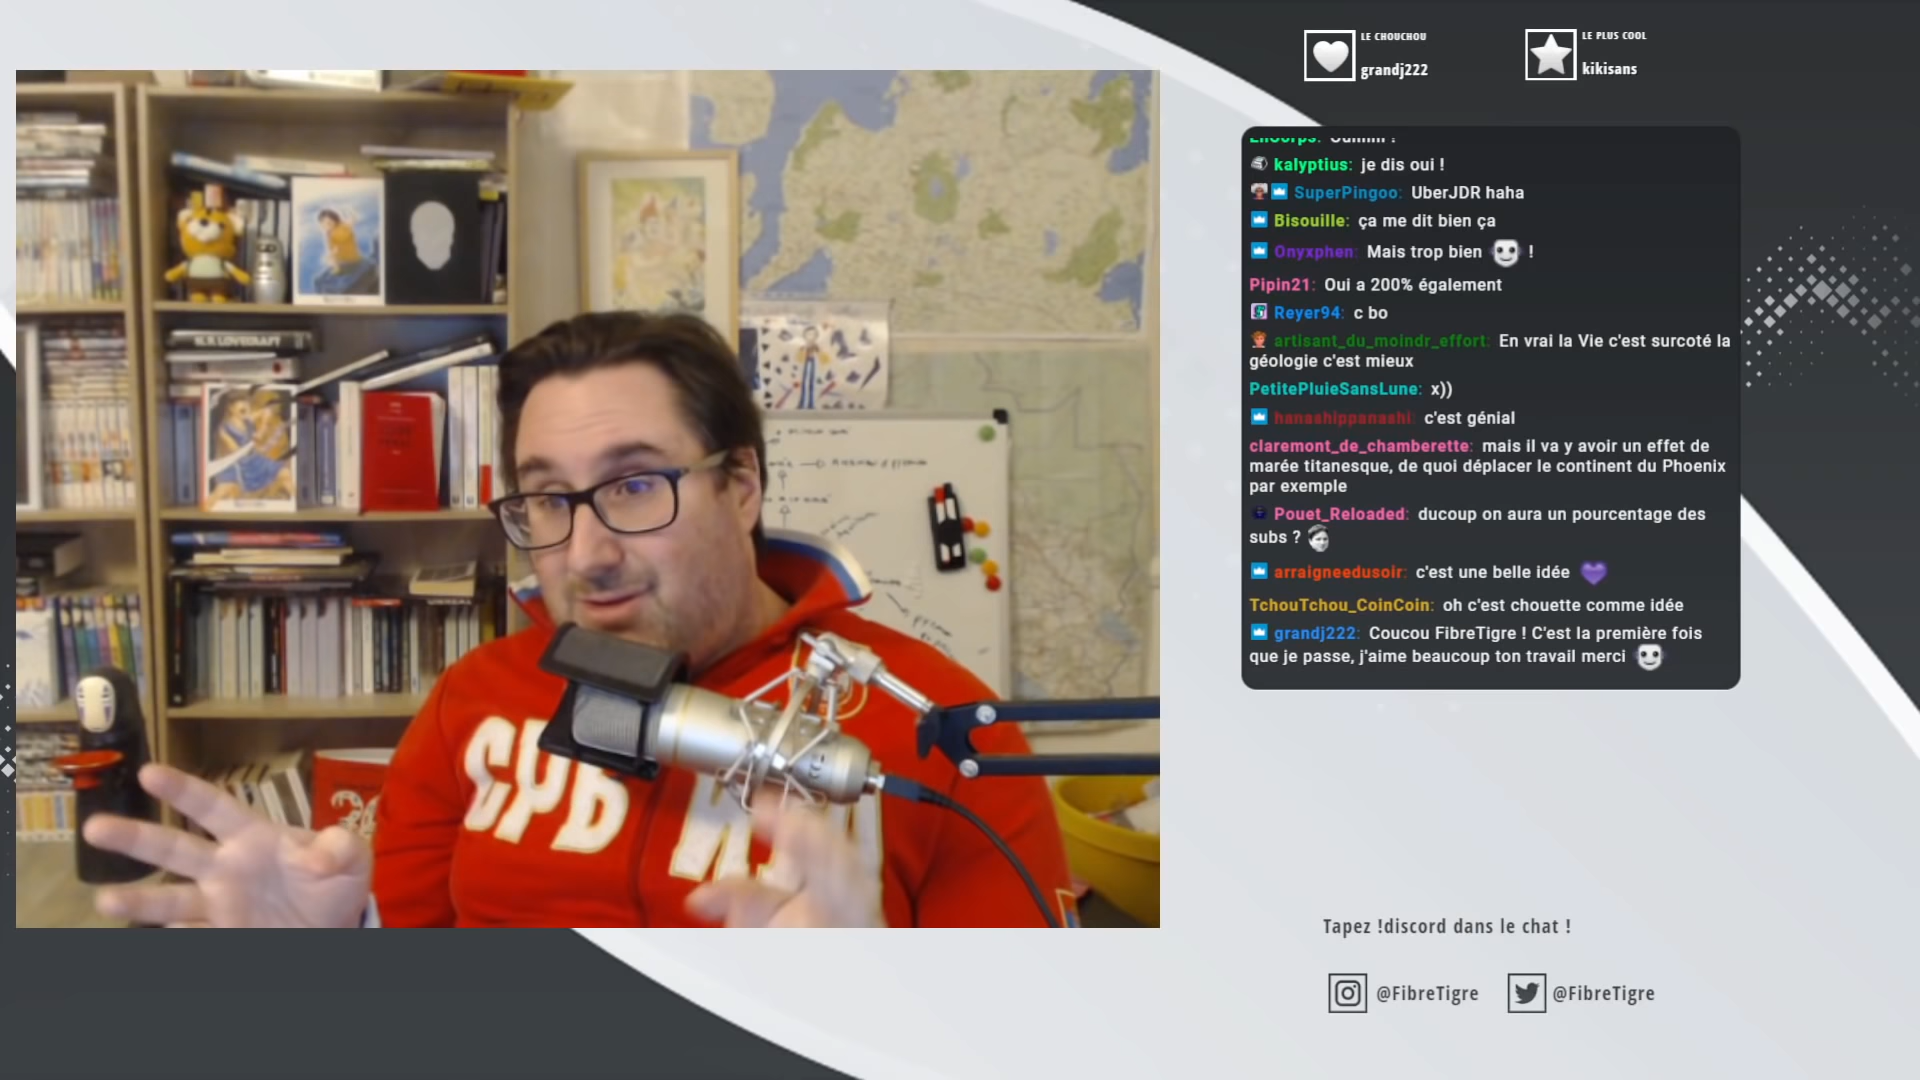 LE CHOUCHOU
grandj222
LE PLUS COOL
kikisans
kalyptius: je dis oui !
SuperPingoo: UberJDR haha
Bisouille: ça me dit bien ça
Onyxphen: Mais trop bien !
Pipin21: Oui a 200% également
Reyer94: c bo
artisant_du_moindr_effort: En vrai la Vie c'est surcoté la
géologie c'est mieux
PetitePluieSansLune: x))
hanashippanashi: c'est génial
claremont_de_chamberette: mais il va y avoir un effet de
marée titanesque, de quoi déplacer le continent du Phoenix
par exemple
Pouet_Reloaded: ducoup on aura un pourcentage des
subs ?
arraigneedusoir: c'est une belle idée
TchouTchou_CoinCoin: oh c'est chouette comme idée
grandj222: Coucou FibreTigre ! C'est la première fois
que je passe, j'aime beaucoup ton travail merci
H.P. LOVECRAFT
Tapez !discord dans le chat !
@FibreTigre
@FibreTigre